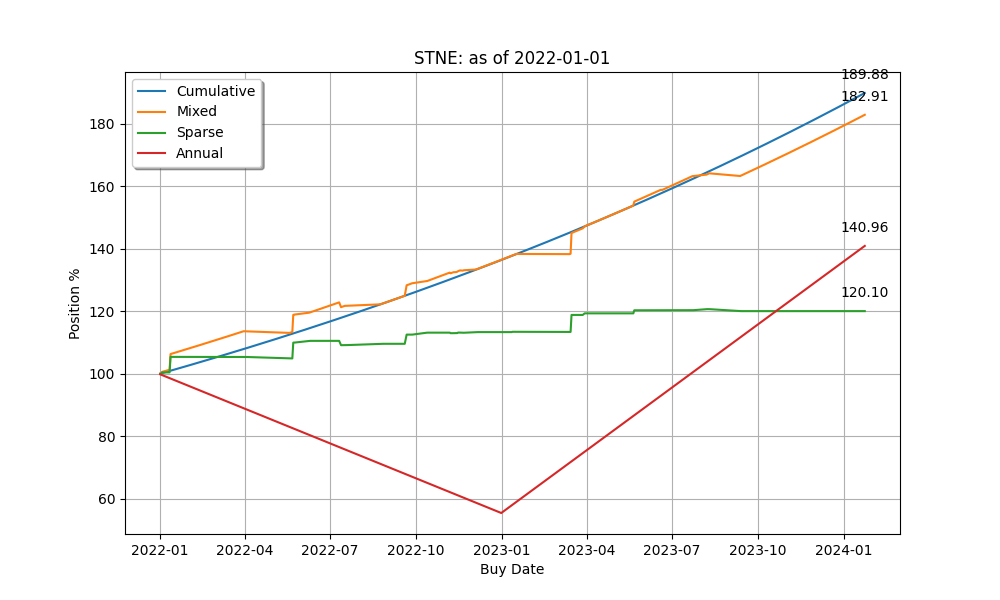 STNE: as of 2022-01-01
189.88
Cumulative
182.91
Mixed
Sparse
Annual
180
160
140
120
100
80
60
140.96
120.10
Position %
2022-01 2022-04 2022-07 2022-10 2023-01 2023-04 2023-07 2023-10 2024-01
Buy Date